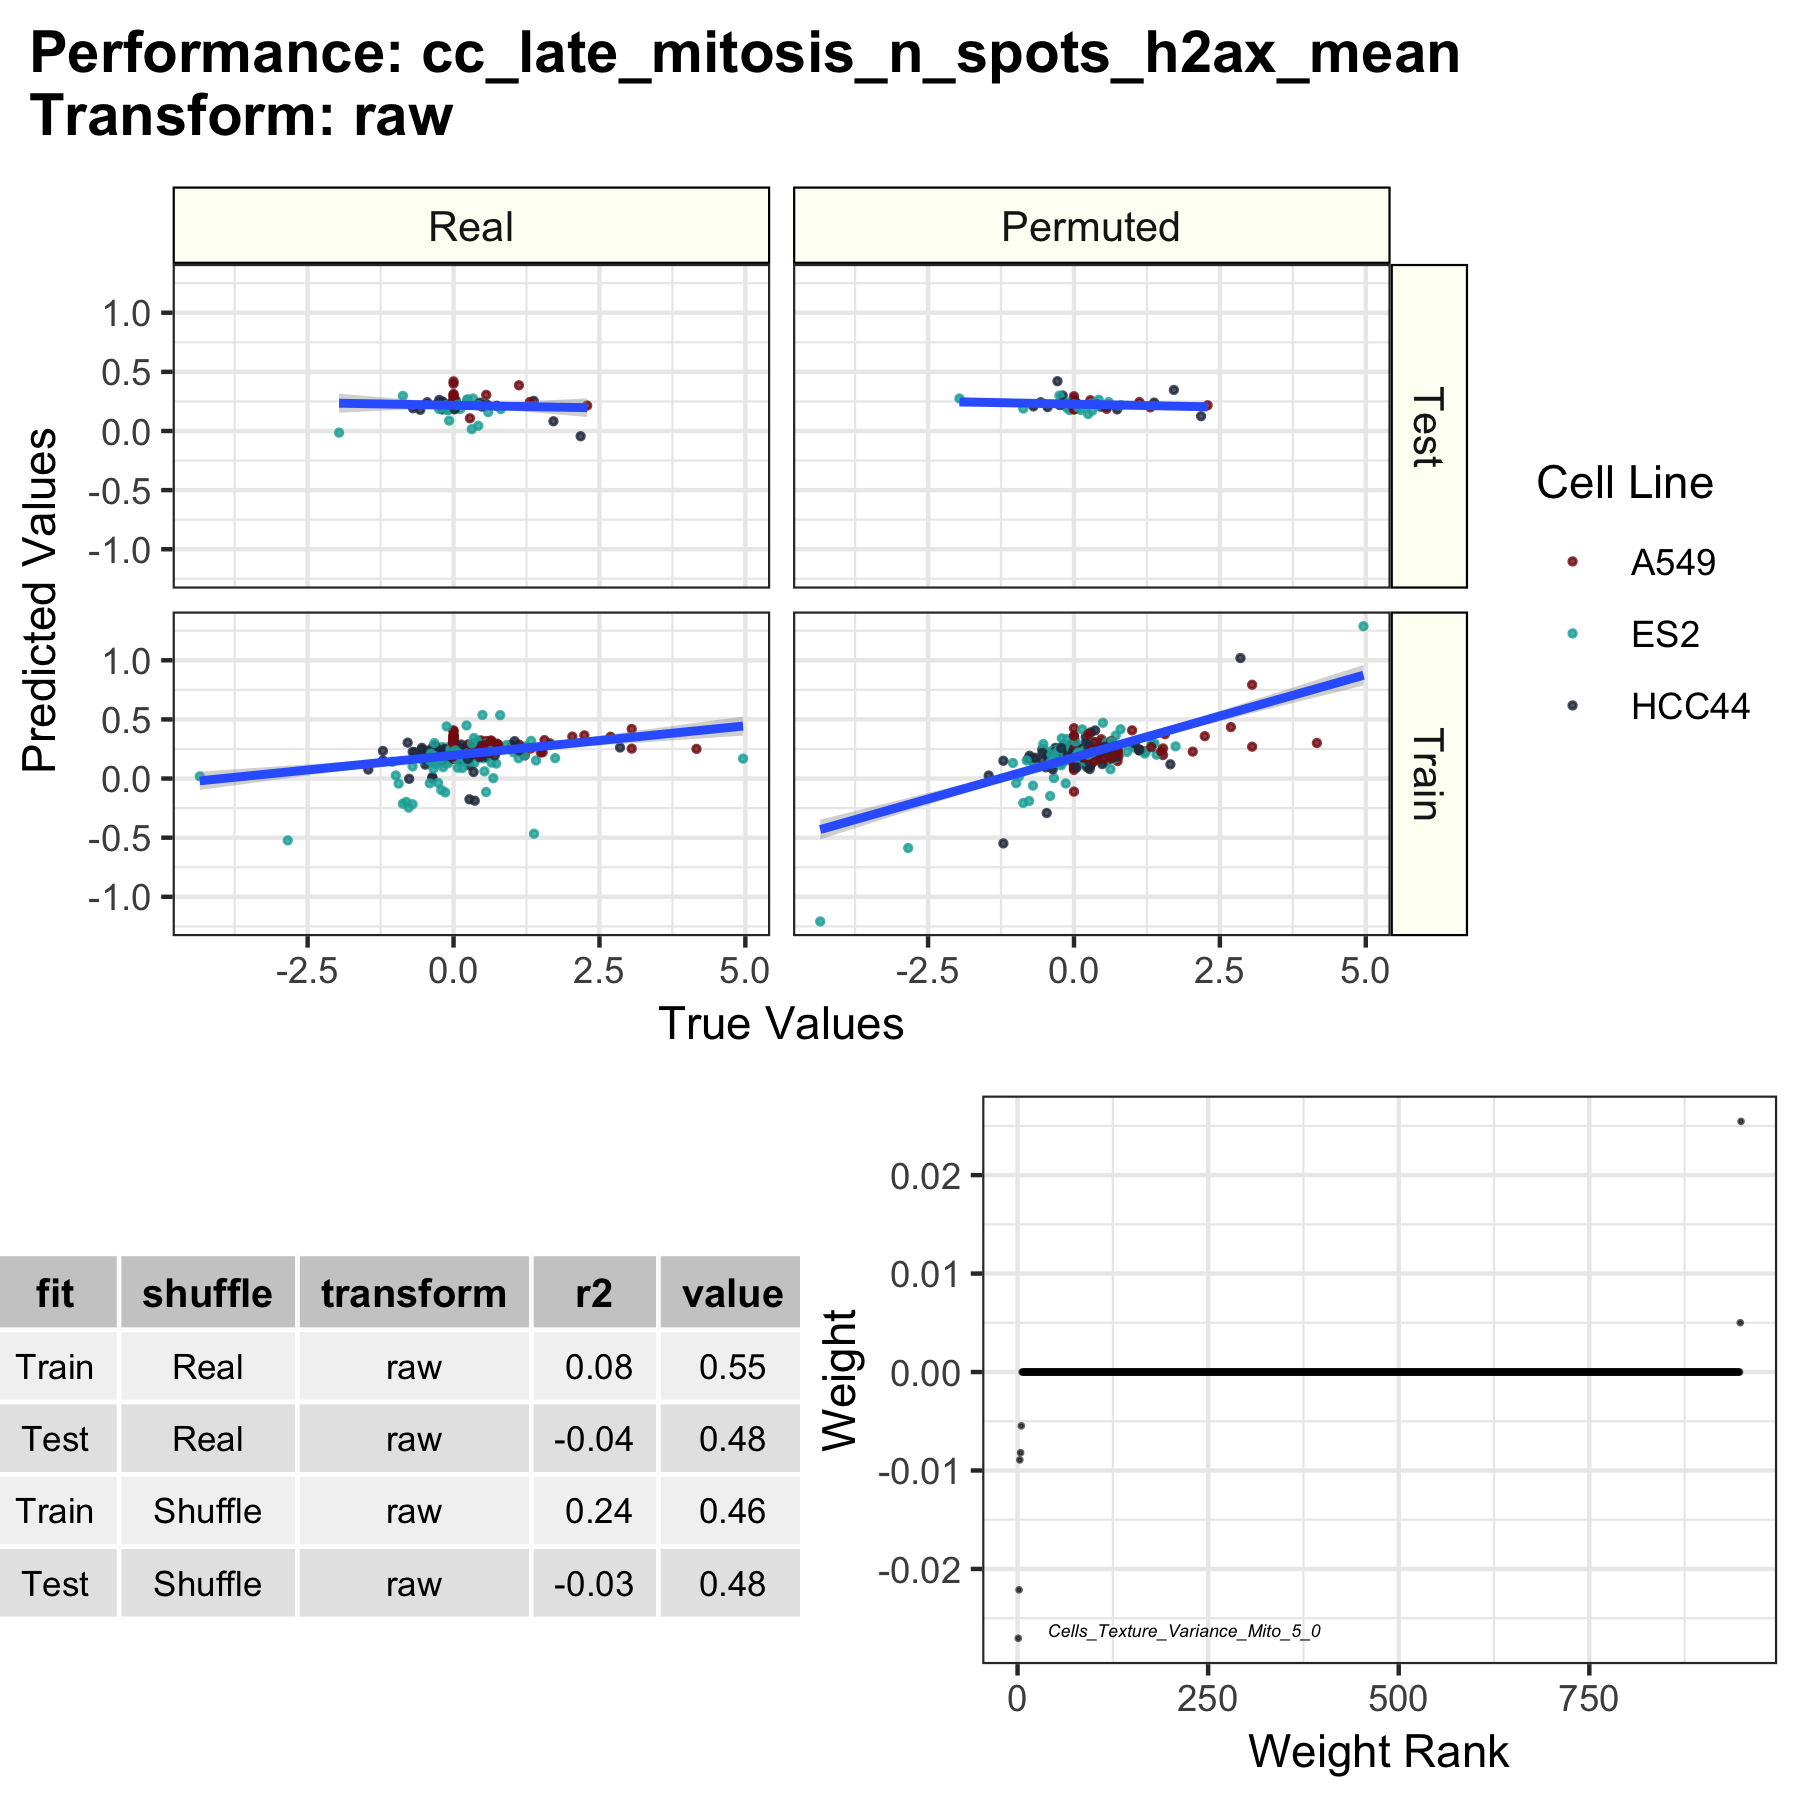 Performance: cc_late_mitosis_n_spots_h2ax_mean
Transform: raw
Real
Permuted
1.0
0.5
0.0
-0.5
-1.0
Test
1.0
0.5
0.0
-0.5
-1.0
Train
Predicted Values
-2.5 0.0 2.5 5.0
-2.5 0.0 2.5 5.0
True Values
Cell Line
A549
ES2
HCC44
fit shuffle transform r2 value
Train Real raw 0.08 0.55
Test Real raw -0.04 0.48
Train Shuffle raw 0.24 0.46
Test Shuffle raw -0.03 0.48
Weight
0.02
0.01
0.00
-0.01
-0.02
Cells_Texture_Variance_Mito_5_0
0 250 500 750
Weight Rank